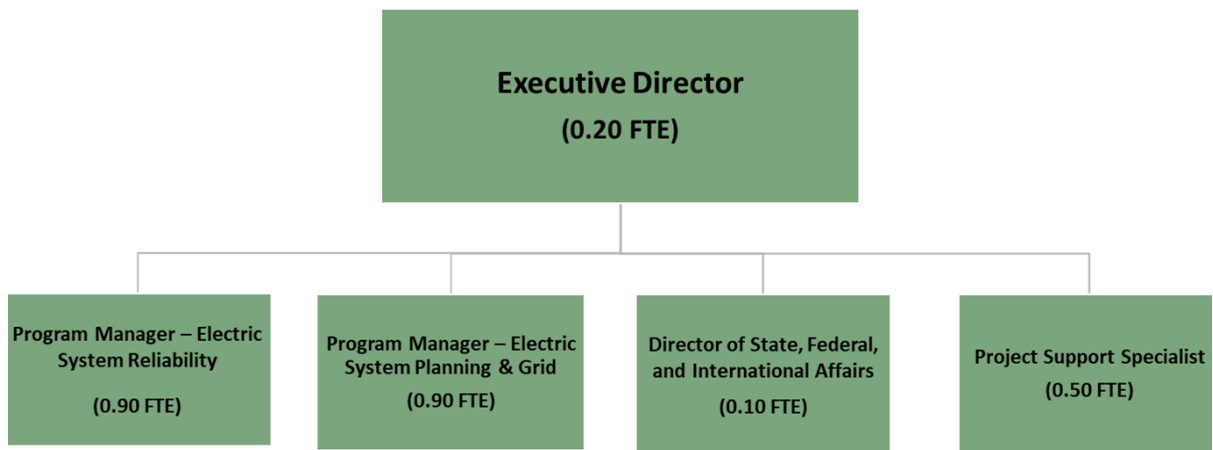 Executive Director
(0.20 FTE)
Program Manager – Electric
System Reliability
(0.90 FTE)
Program Manager – Electric
System Planning & Grid
(0.90 FTE)
Director of State, Federal,
and International Affairs
(0.10 FTE)
Project Support Specialist
(0.50 FTE)